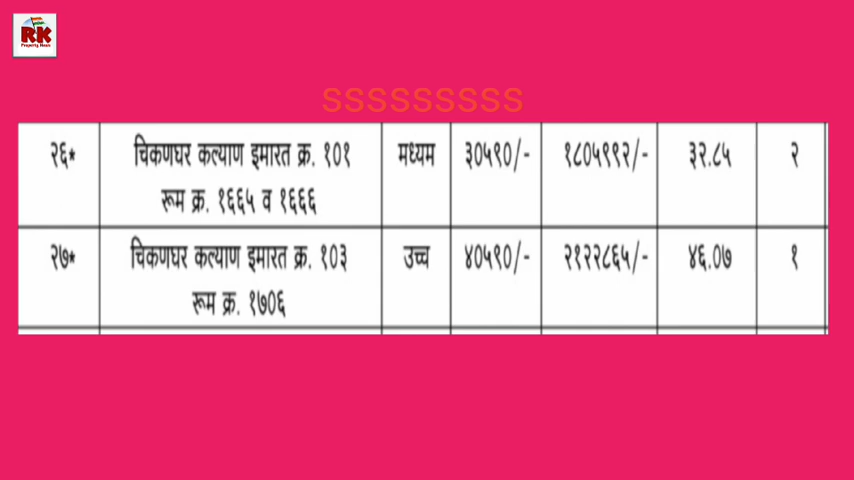 RK
Property News
sssssssss
२६* चिकणघर कल्याण इमारत क्र. १०१ मध्यम ३०५९०/- १८०५९९२/- ३२.८५ २
रूम क्र. १६६५ व १६६६
२७* चिकणघर कल्याण इमारत क्र. १०३ उच्च ४०५९०/- २१२२८६५/- ४६.०७ १
रूम क्र. १७०६